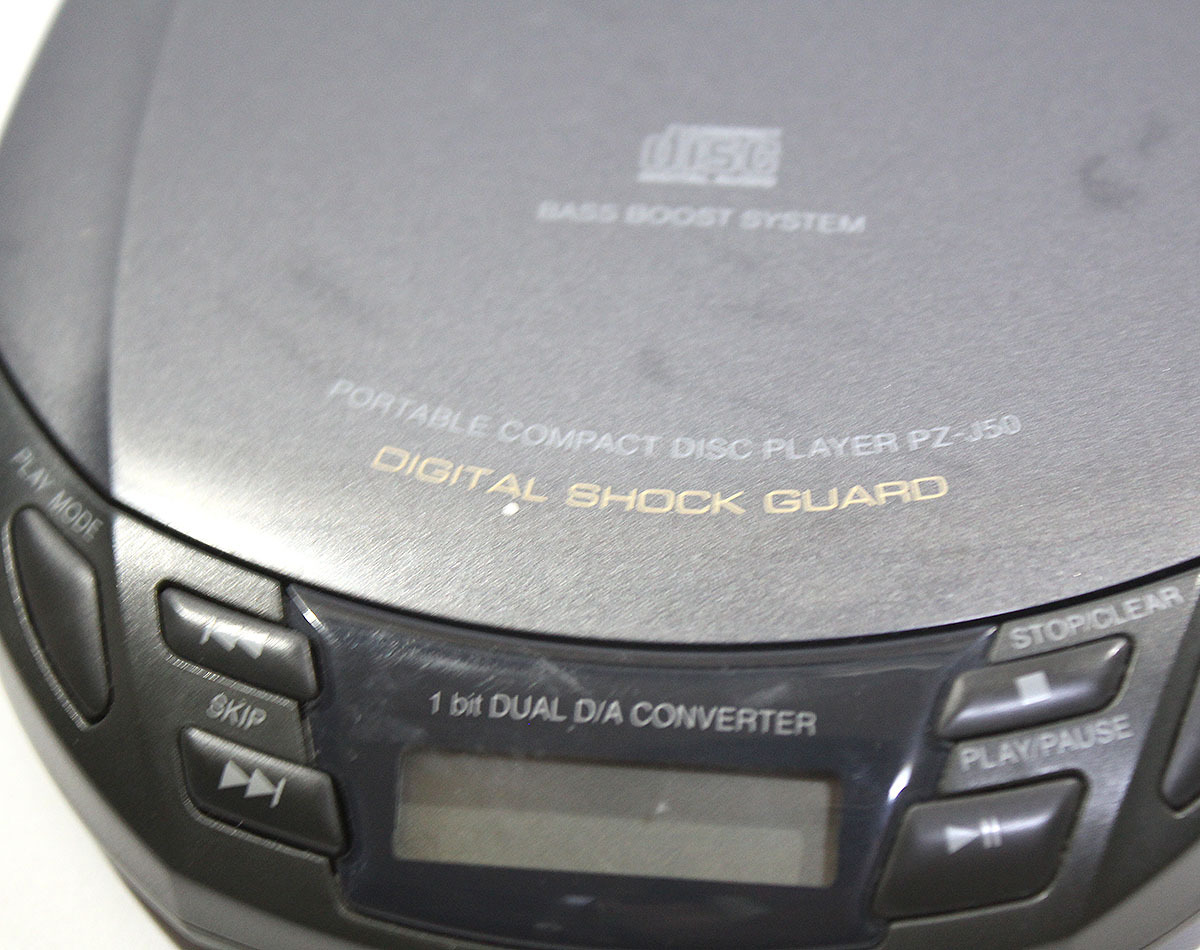 disc
BASS BOOST SYSTEM
PORTABLE COMPACT DISC PLAYER PZ-J50
DIGITAL SHOCK GUARD
PLAY MODE
SKIP
1 bit DUAL D/A CONVERTER
STOP/CLEAR
PLAY/PAUSE